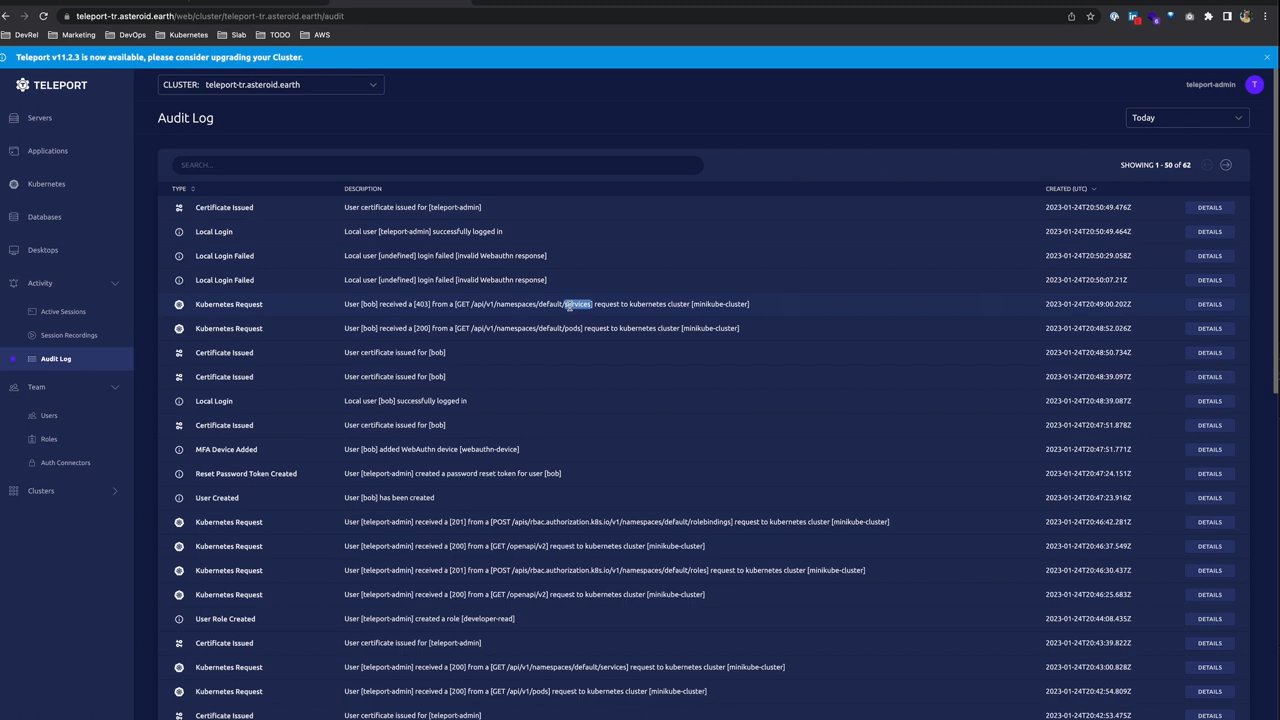 teleport-tr.asteroid.earth/web/cluster/teleport-tr.asteroid.earth/audit
DevRel Marketing DevOps Kubernetes Slab TODO AWS
Teleport v11.2.3 is now available, please consider upgrading your Cluster.
TELEPORT
CLUSTER: teleport-tr.asteroid.earth
teleport-admin T
Servers
Applications
Kubernetes
Databases
Desktops
Activity
Active Sessions
Session Recordings
Audit Log
Team
Users
Roles
Auth Connectors
Clusters
Audit Log
Today
SEARCH...
SHOWING 1 - 50 of 62
TYPE DESCRIPTION CREATED (UTC)
Certificate Issued User certificate issued for [teleport-admin] 2023-01-24T20:50:49.476Z DETAILS
Local Login Local user [teleport-admin] successfully logged in 2023-01-24T20:50:49.464Z DETAILS
Local Login Failed Local user [undefined] login failed [invalid Webauthn response] 2023-01-24T20:50:29.058Z DETAILS
Local Login Failed Local user [undefined] login failed [invalid Webauthn response] 2023-01-24T20:50:07.21Z DETAILS
Kubernetes Request User [bob] received a [403] from a [GET /api/v1/namespaces/default/services] request to kubernetes cluster [minikube-cluster] 2023-01-24T20:49:00.202Z DETAILS
Kubernetes Request User [bob] received a [200] from a [GET /api/v1/namespaces/default/pods] request to kubernetes cluster [minikube-cluster] 2023-01-24T20:48:52.026Z DETAILS
Certificate Issued User certificate issued for [bob] 2023-01-24T20:48:50.734Z DETAILS
Certificate Issued User certificate issued for [bob] 2023-01-24T20:48:39.097Z DETAILS
Local Login Local user [bob] successfully logged in 2023-01-24T20:48:39.087Z DETAILS
Certificate Issued User certificate issued for [bob] 2023-01-24T20:47:51.878Z DETAILS
MFA Device Added User [bob] added WebAuthn device [webauthn-device] 2023-01-24T20:47:51.771Z DETAILS
Reset Password Token Created User [teleport-admin] created a password reset token for user [bob] 2023-01-24T20:47:24.151Z DETAILS
User Created User [bob] has been created 2023-01-24T20:47:23.916Z DETAILS
Kubernetes Request User [teleport-admin] received a [201] from a [POST /apis/rbac.authorization.k8s.io/v1/namespaces/default/rolebindings] request to kubernetes cluster [minikube-cluster] 2023-01-24T20:46:42.281Z DETAILS
Kubernetes Request User [teleport-admin] received a [200] from a [GET /openapi/v2] request to kubernetes cluster [minikube-cluster] 2023-01-24T20:46:37.549Z DETAILS
Kubernetes Request User [teleport-admin] received a [201] from a [POST /apis/rbac.authorization.k8s.io/v1/namespaces/default/roles] request to kubernetes cluster [minikube-cluster] 2023-01-24T20:46:30.437Z DETAILS
Kubernetes Request User [teleport-admin] received a [200] from a [GET /openapi/v2] request to kubernetes cluster [minikube-cluster] 2023-01-24T20:46:25.683Z DETAILS
User Role Created User [teleport-admin] created a role [developer-read] 2023-01-24T20:44:08.435Z DETAILS
Certificate Issued User certificate issued for [teleport-admin] 2023-01-24T20:43:39.822Z DETAILS
Kubernetes Request User [teleport-admin] received a [200] from a [GET /api/v1/namespaces/default/services] request to kubernetes cluster [minikube-cluster] 2023-01-24T20:43:00.828Z DETAILS
Kubernetes Request User [teleport-admin] received a [200] from a [GET /api/v1/pods] request to kubernetes cluster [minikube-cluster] 2023-01-24T20:42:54.809Z DETAILS
Certificate Issued User certificate issued for [teleport-admin] 2023-01-24T20:42:53.475Z DETAILS